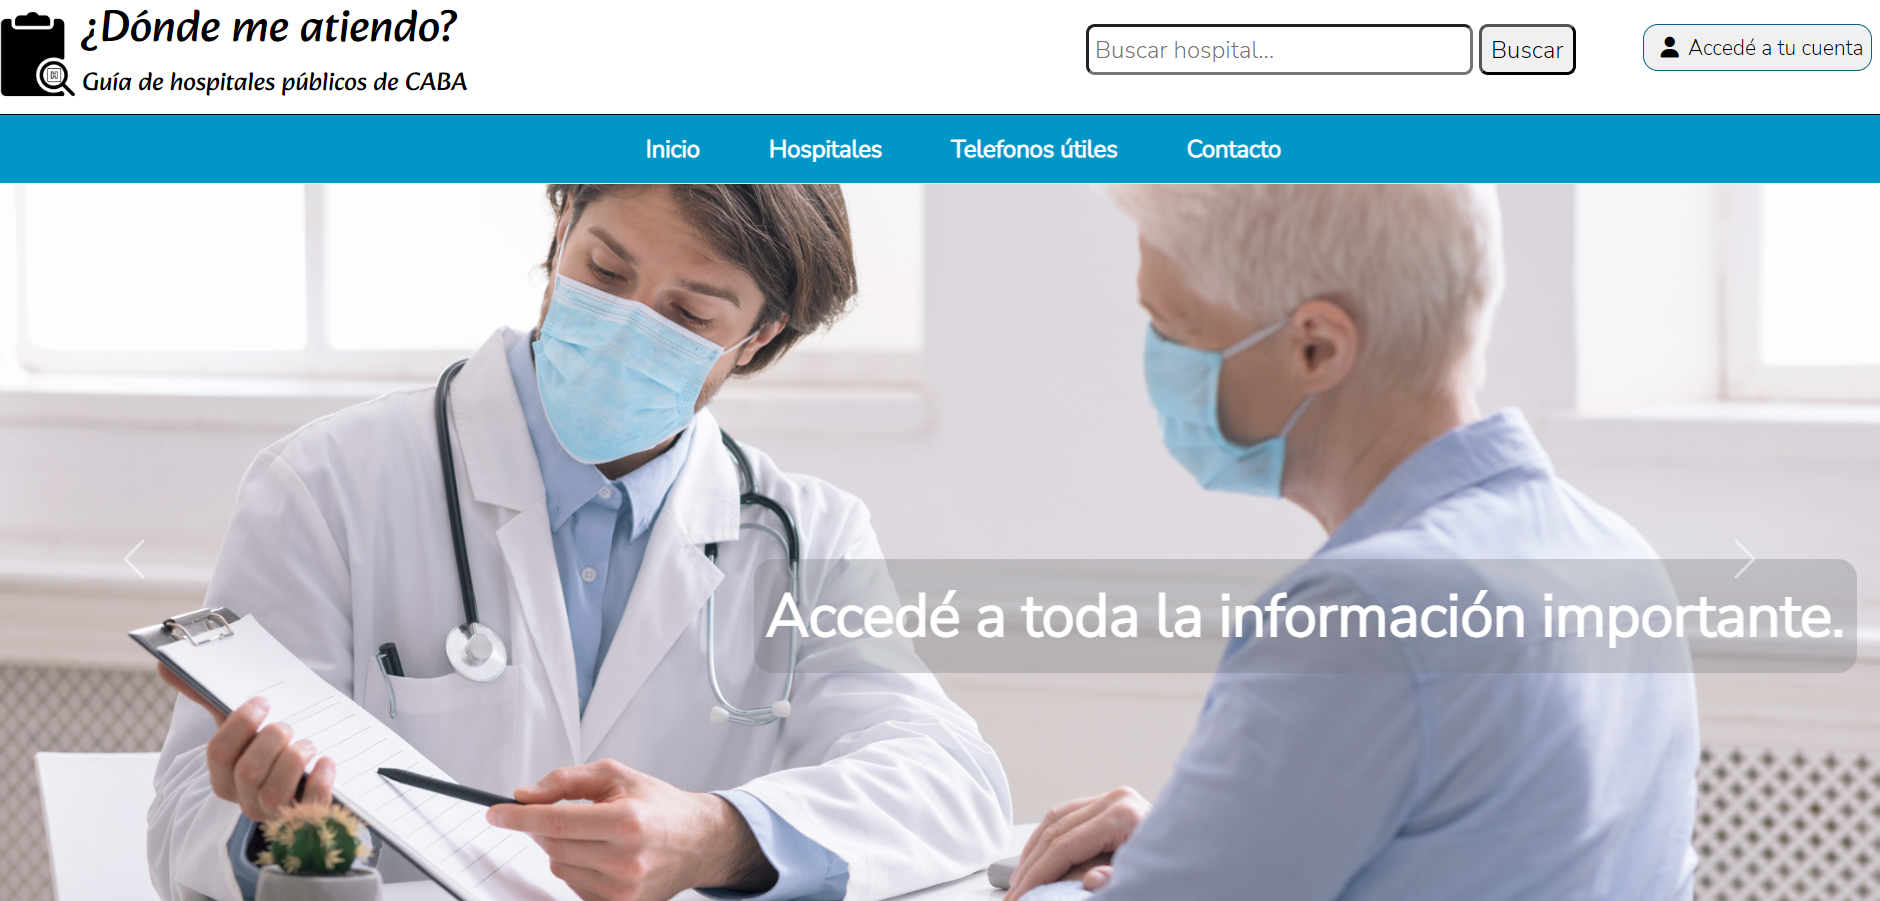 ¿Dónde me atiendo?
Guía de hospitales públicos de CABA
Buscar hospital...
Buscar
Accedé a tu cuenta
Inicio
Hospitales
Telefonos útiles
Contacto
Accedé a toda la información importante.